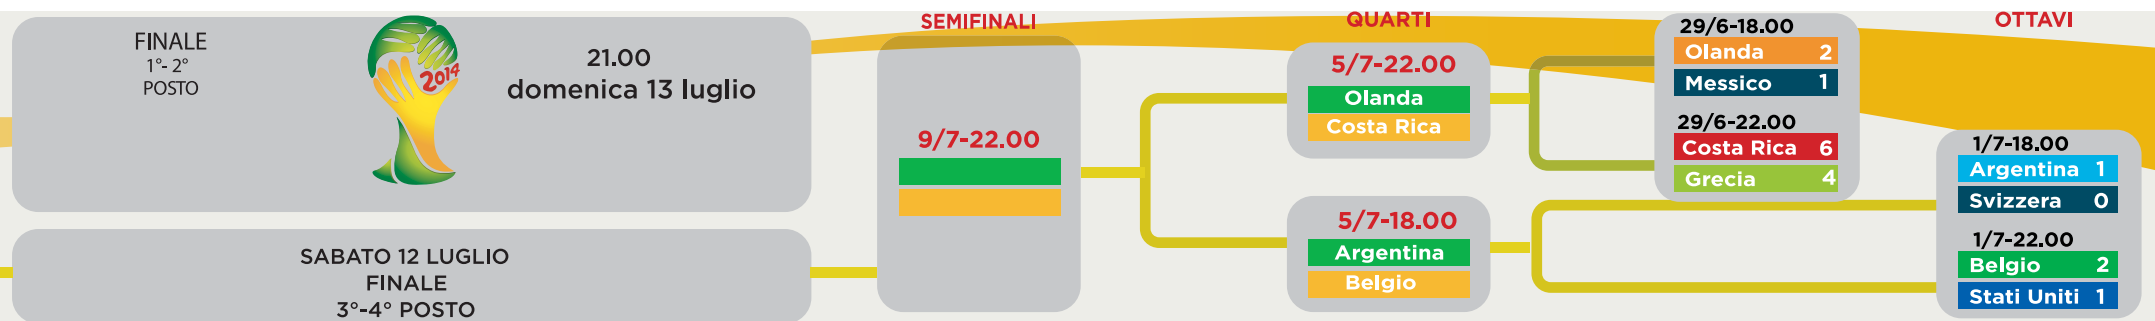 FINALE
1°- 2°
POSTO
2014
21.00
domenica 13 luglio
SABATO 12 LUGLIO
FINALE
3°-4° POSTO
SEMIFINALI
9/7-22.00
QUARTI
5/7-22.00
Olanda
Costa Rica
5/7-18.00
Argentina
Belgio
OTTAVI
29/6-18.00
Olanda 2
Messico 1
29/6-22.00
Costa Rica 6
Grecia 4
1/7-18.00
Argentina 1
Svizzera 0
1/7-22.00
Belgio 2
Stati Uniti 1